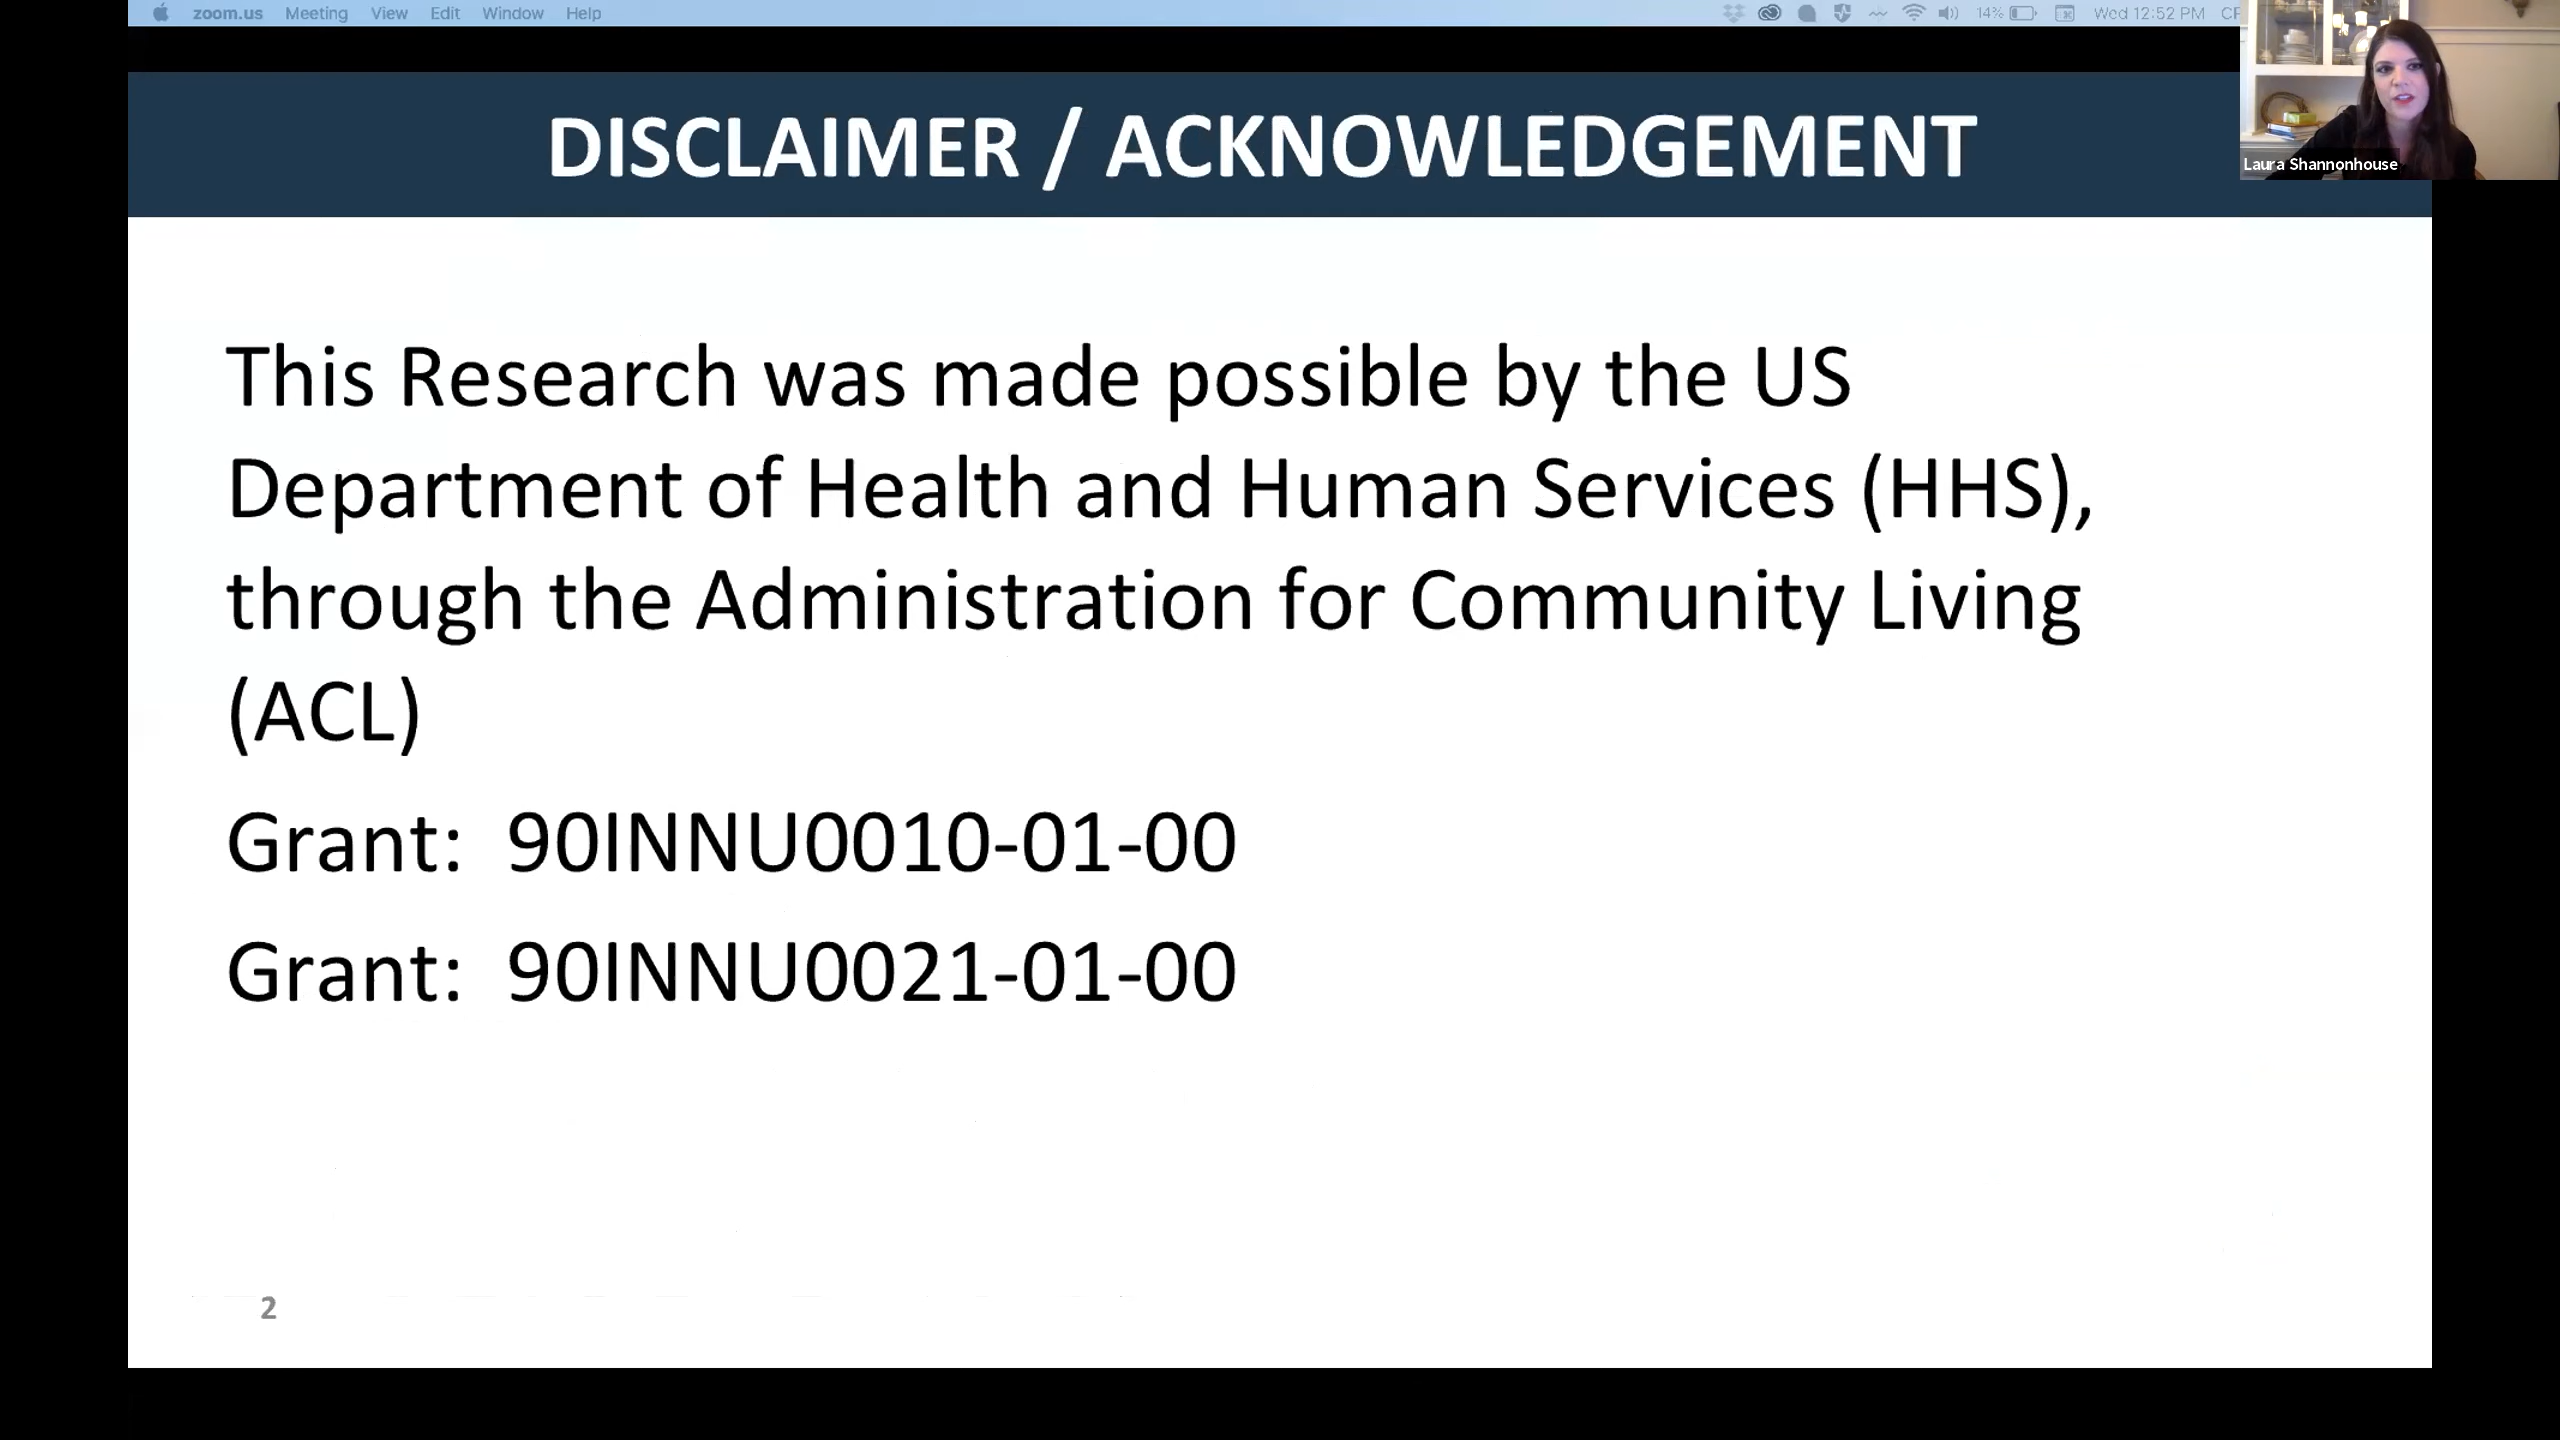 zoom.us Meeting View Edit Window Help
14% Wed 12:52 PM
DISCLAIMER / ACKNOWLEDGEMENT
Laura Shannonhouse
This Research was made possible by the US
Department of Health and Human Services (HHS),
through the Administration for Community Living
(ACL)
Grant: 90INNU0010-01-00
Grant: 90INNU0021-01-00
2